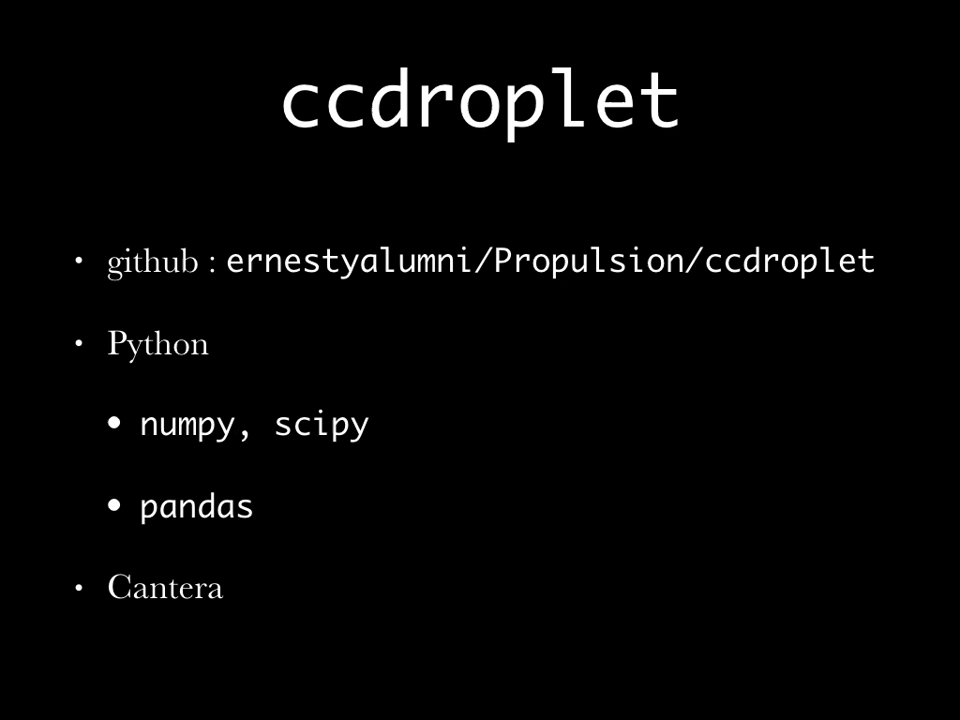 ccdroplet
• github : ernestyalumni/Propulsion/ccdroplet
• Python
• numpy, scipy
• pandas
• Cantera